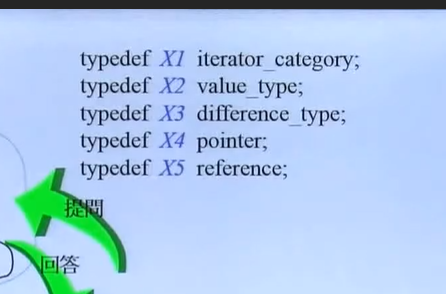 typedef X1 iterator_category;
typedef X2 value_type;
typedef X3 difference_type;
typedef X4 pointer;
typedef X5 reference;
提問
回答